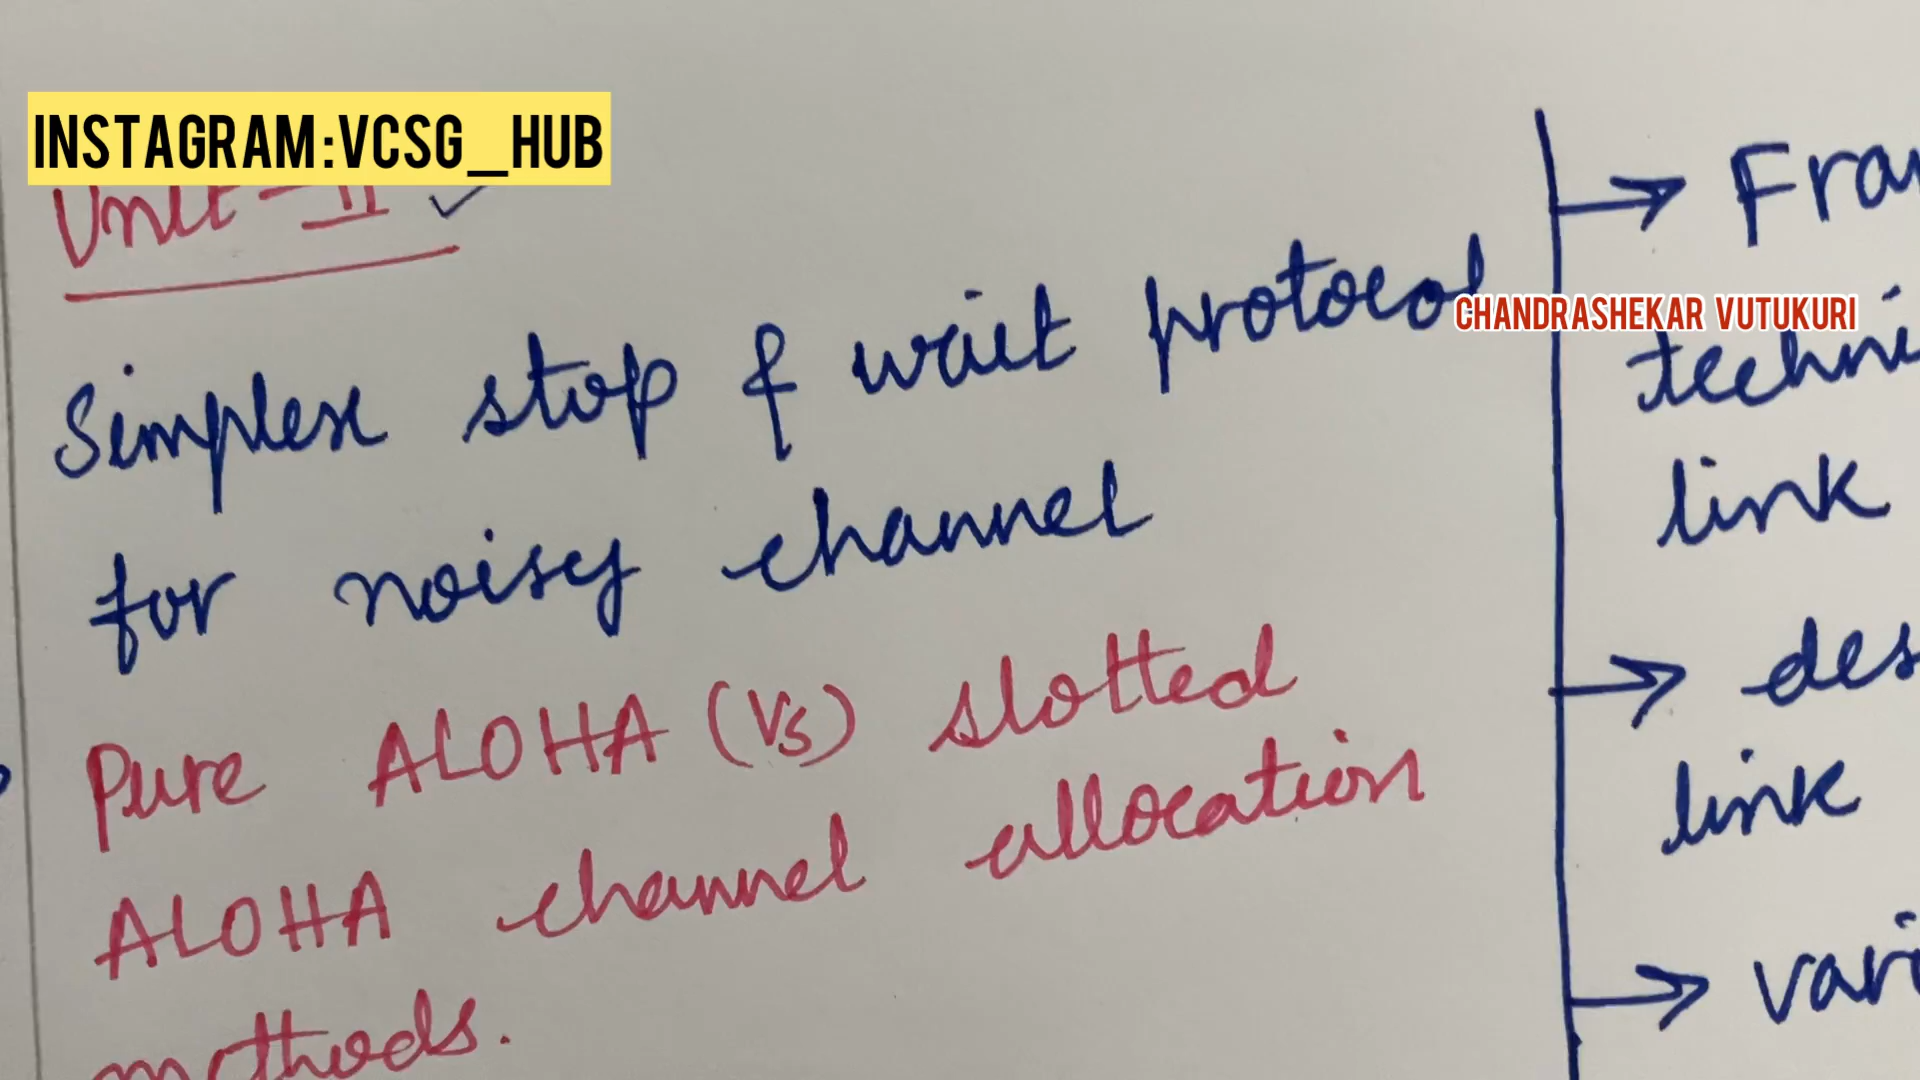 INSTAGRAM:VCSG_HUB
Unit-II
Simplex stop & wait protocol
for noisy channel
Pure ALOHA (Vs) slotted
ALOHA channel allocation
methods.
CHANDRASHEKAR VUTUKURI
link
link